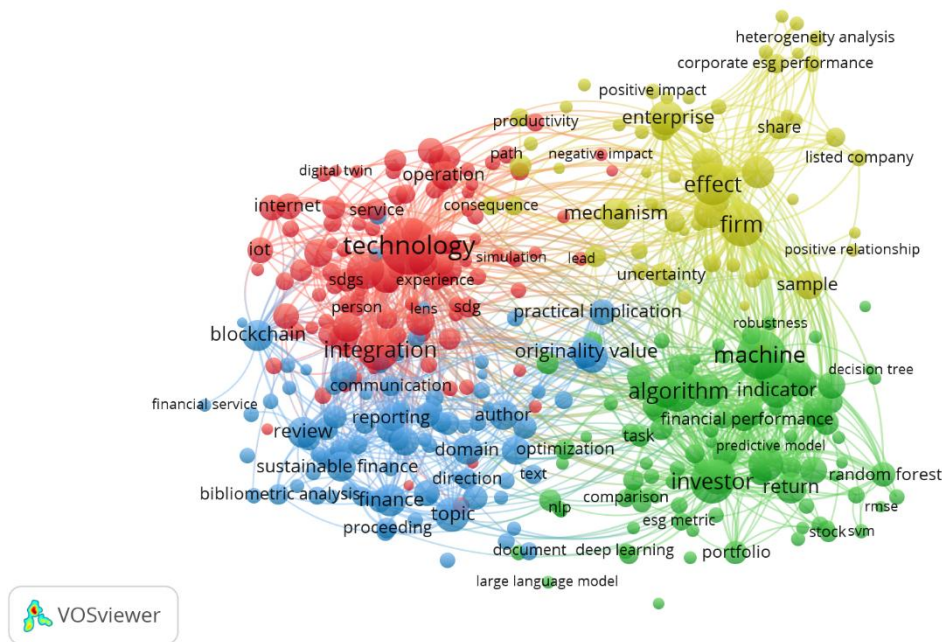 heterogeneity analysis
corporate esg performance
positive impact
enterprise
productivity
share
path
negative impact
listed company
digital twin
operation
effect
internet
service
consequence
mechanism
firm
technology
iot
simulation
lead
positive relationship
sdgs
experience
uncertainty
sample
person
lens
sdg
practical implication
blockchain
robustness
integration
originality value
machine
decision tree
communication
algorithm
indicator
financial service
reporting
author
financial performance
review
task
domain
optimization
predictive model
sustainable finance
direction
text
investor
return
random forest
bibliometric analysis
finance
comparison
nlp
rmse
topic
esg metric
proceeding
stock
svm
document
deep learning
portfolio
large language model
VOSviewer